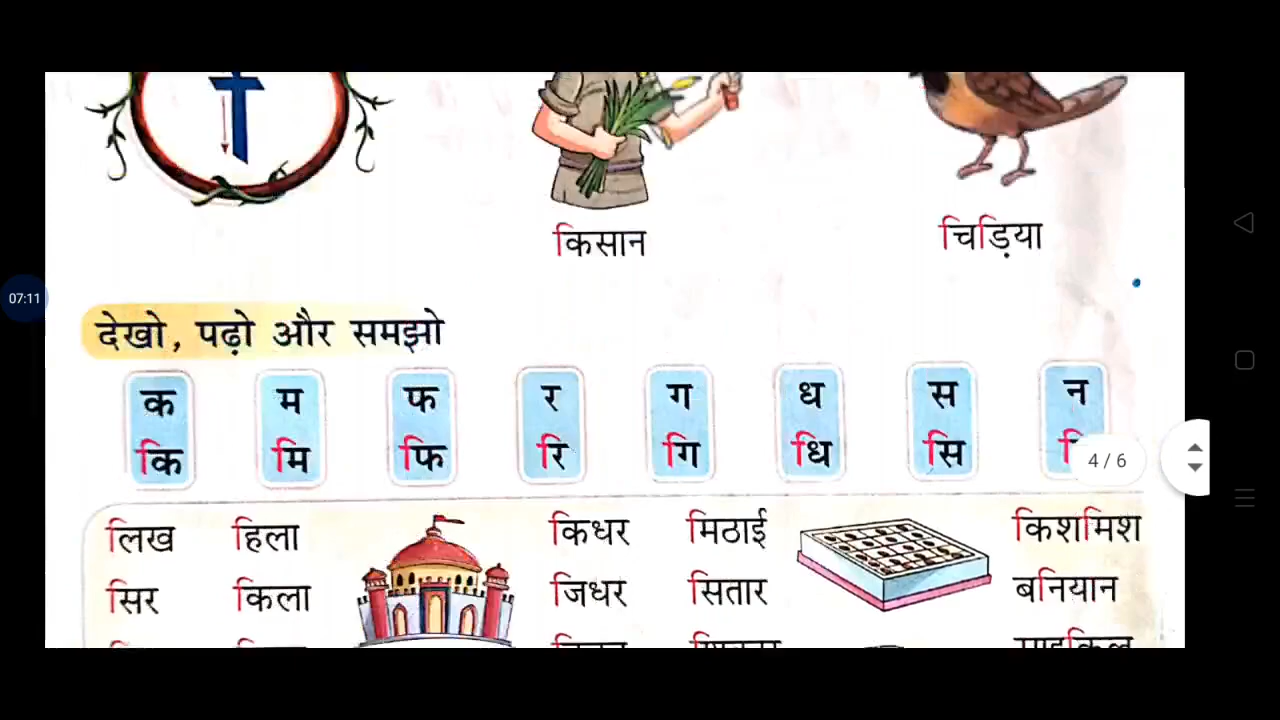 किसान
चिड़िया
07:11
देखो, पढ़ो और समझो
क म फ र ग ध स न
कि मि फि रि गि धि सि
4 / 6
लिख हिला किधर मिठाई किशमिश
सिर किला जिधर सितार बनियान